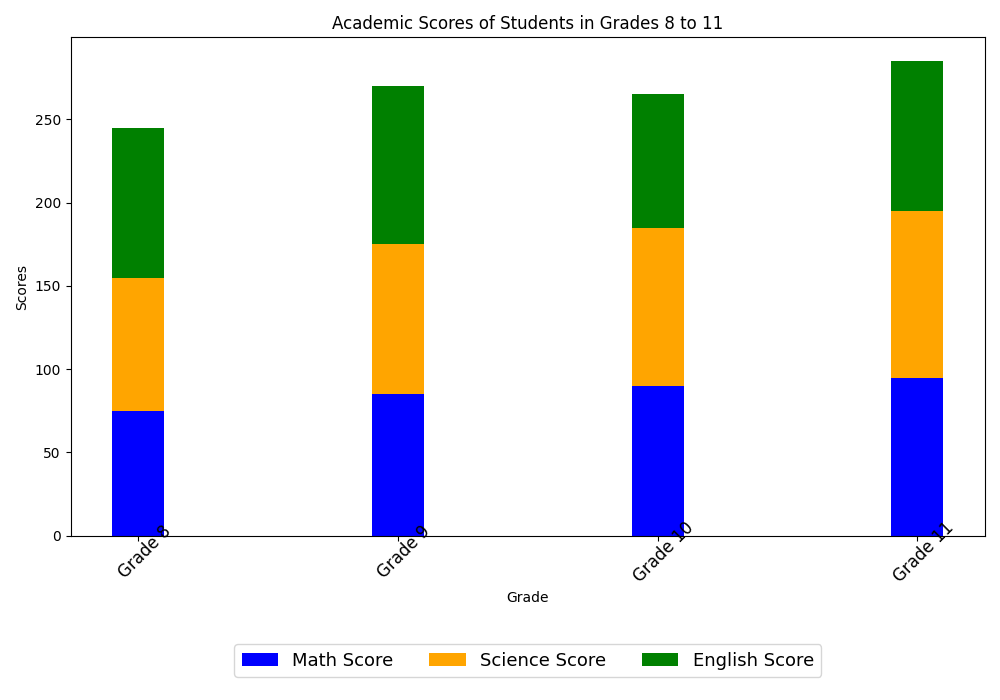 Academic Scores of Students in Grades 8 to 11
Scores
250
200
150
100
50
0
Grade 8
Grade 9
Grade 10
Grade 11
Grade
Math Score
Science Score
English Score